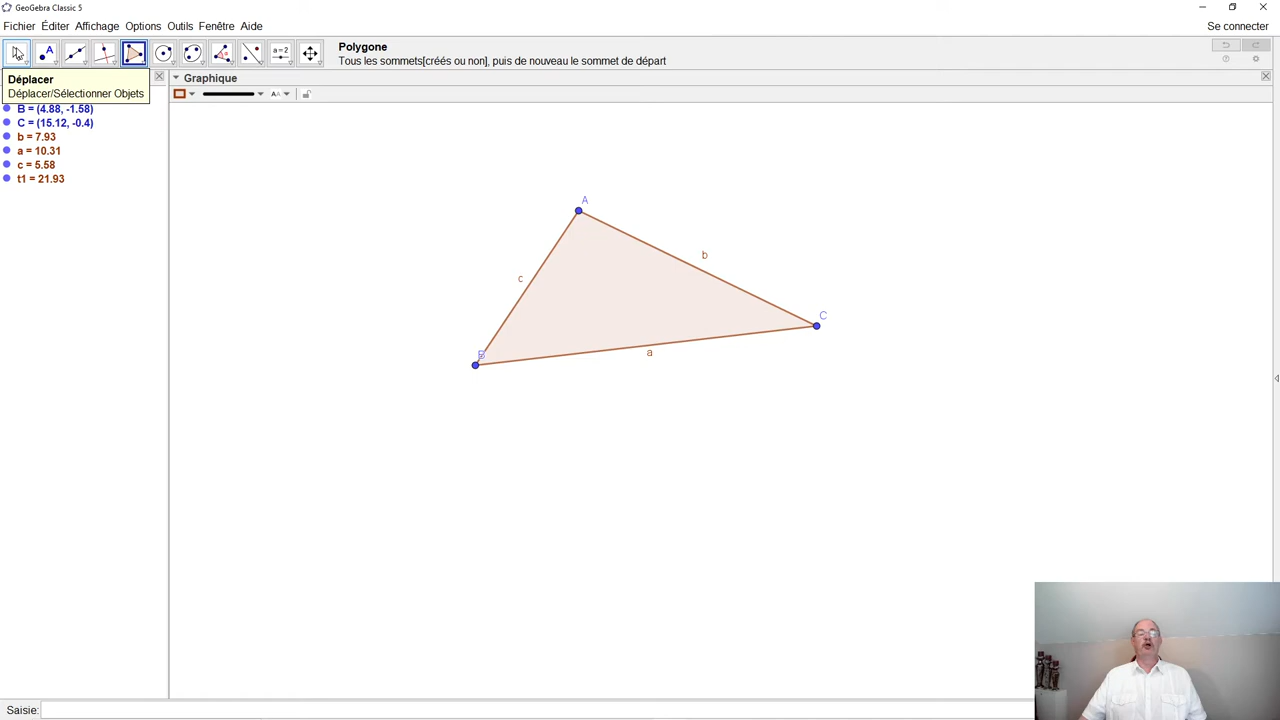 GeoGebra Classic 5
Fichier Éditer Affichage Options Outils Fenêtre Aide
Se connecter
A
a=2
Polygone
Tous les sommets[créés ou non], puis de nouveau le sommet de départ
Déplacer
Déplacer/Sélectionner Objets
Graphique
AA
B = (4.88, -1.58)
C = (15.12, -0.4)
b = 7.93
a = 10.31
c = 5.58
t1 = 21.93
A
b
c
C
B
a
Saisie: